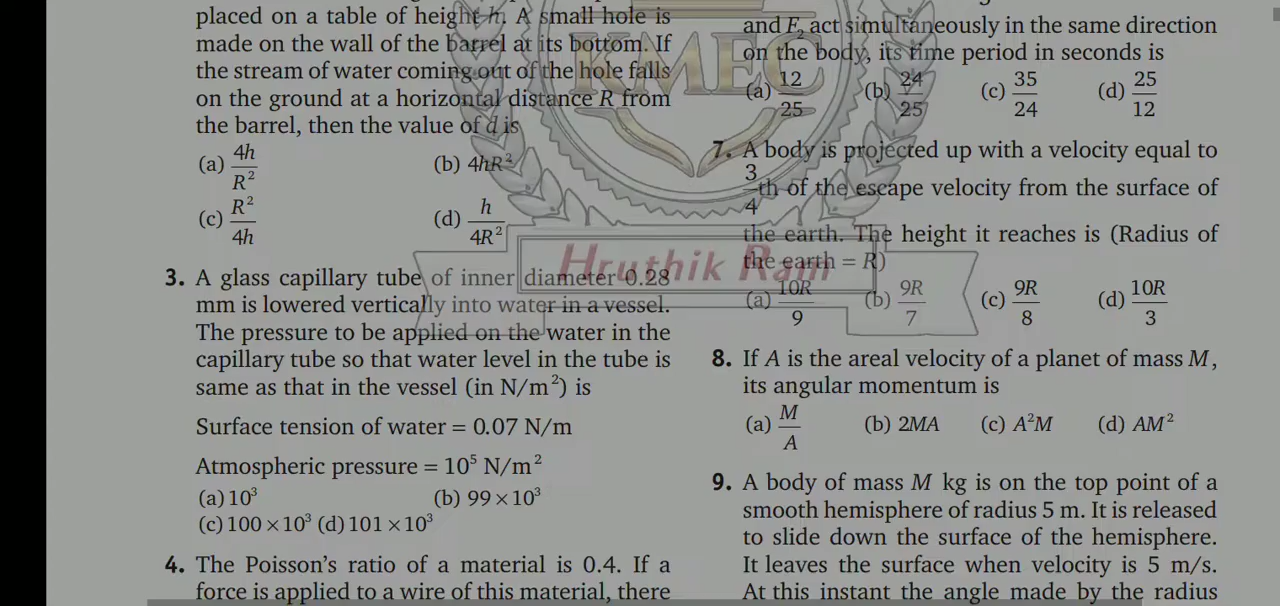 placed on a table of height h. A small hole is
made on the wall of the barrel at its bottom. If
the stream of water coming out of the hole falls
on the ground at a horizontal distance R from
the barrel, then the value of d is
(a) 4h/R² (b) 4hR²
(c) R²/4h (d) h/4R²
3. A glass capillary tube of inner diameter 0.28
mm is lowered vertically into water in a vessel.
The pressure to be applied on the water in the
capillary tube so that water level in the tube is
same as that in the vessel (in N/m²) is
Surface tension of water = 0.07 N/m
Atmospheric pressure = 10⁵ N/m²
(a) 10³ (b) 99 × 10³
(c) 100 × 10³ (d) 101 × 10³
4. The Poisson's ratio of a material is 0.4. If a
force is applied to a wire of this material, there
and F₂ act simultaneously in the same direction
on the body, its time period in seconds is
(a) 12/25 (b) 24/25 (c) 35/24 (d) 25/12
7. A body is projected up with a velocity equal to
3/4 th of the escape velocity from the surface of
the earth. The height it reaches is (Radius of
the earth = R)
(a) 10R/9 (b) 9R/7 (c) 9R/8 (d) 10R/3
8. If A is the areal velocity of a planet of mass M,
its angular momentum is
(a) M/A (b) 2MA (c) A²M (d) AM²
9. A body of mass M kg is on the top point of a
smooth hemisphere of radius 5 m. It is released
to slide down the surface of the hemisphere.
It leaves the surface when velocity is 5 m/s.
At this instant the angle made by the radius
KMEC
Hruthik Ram